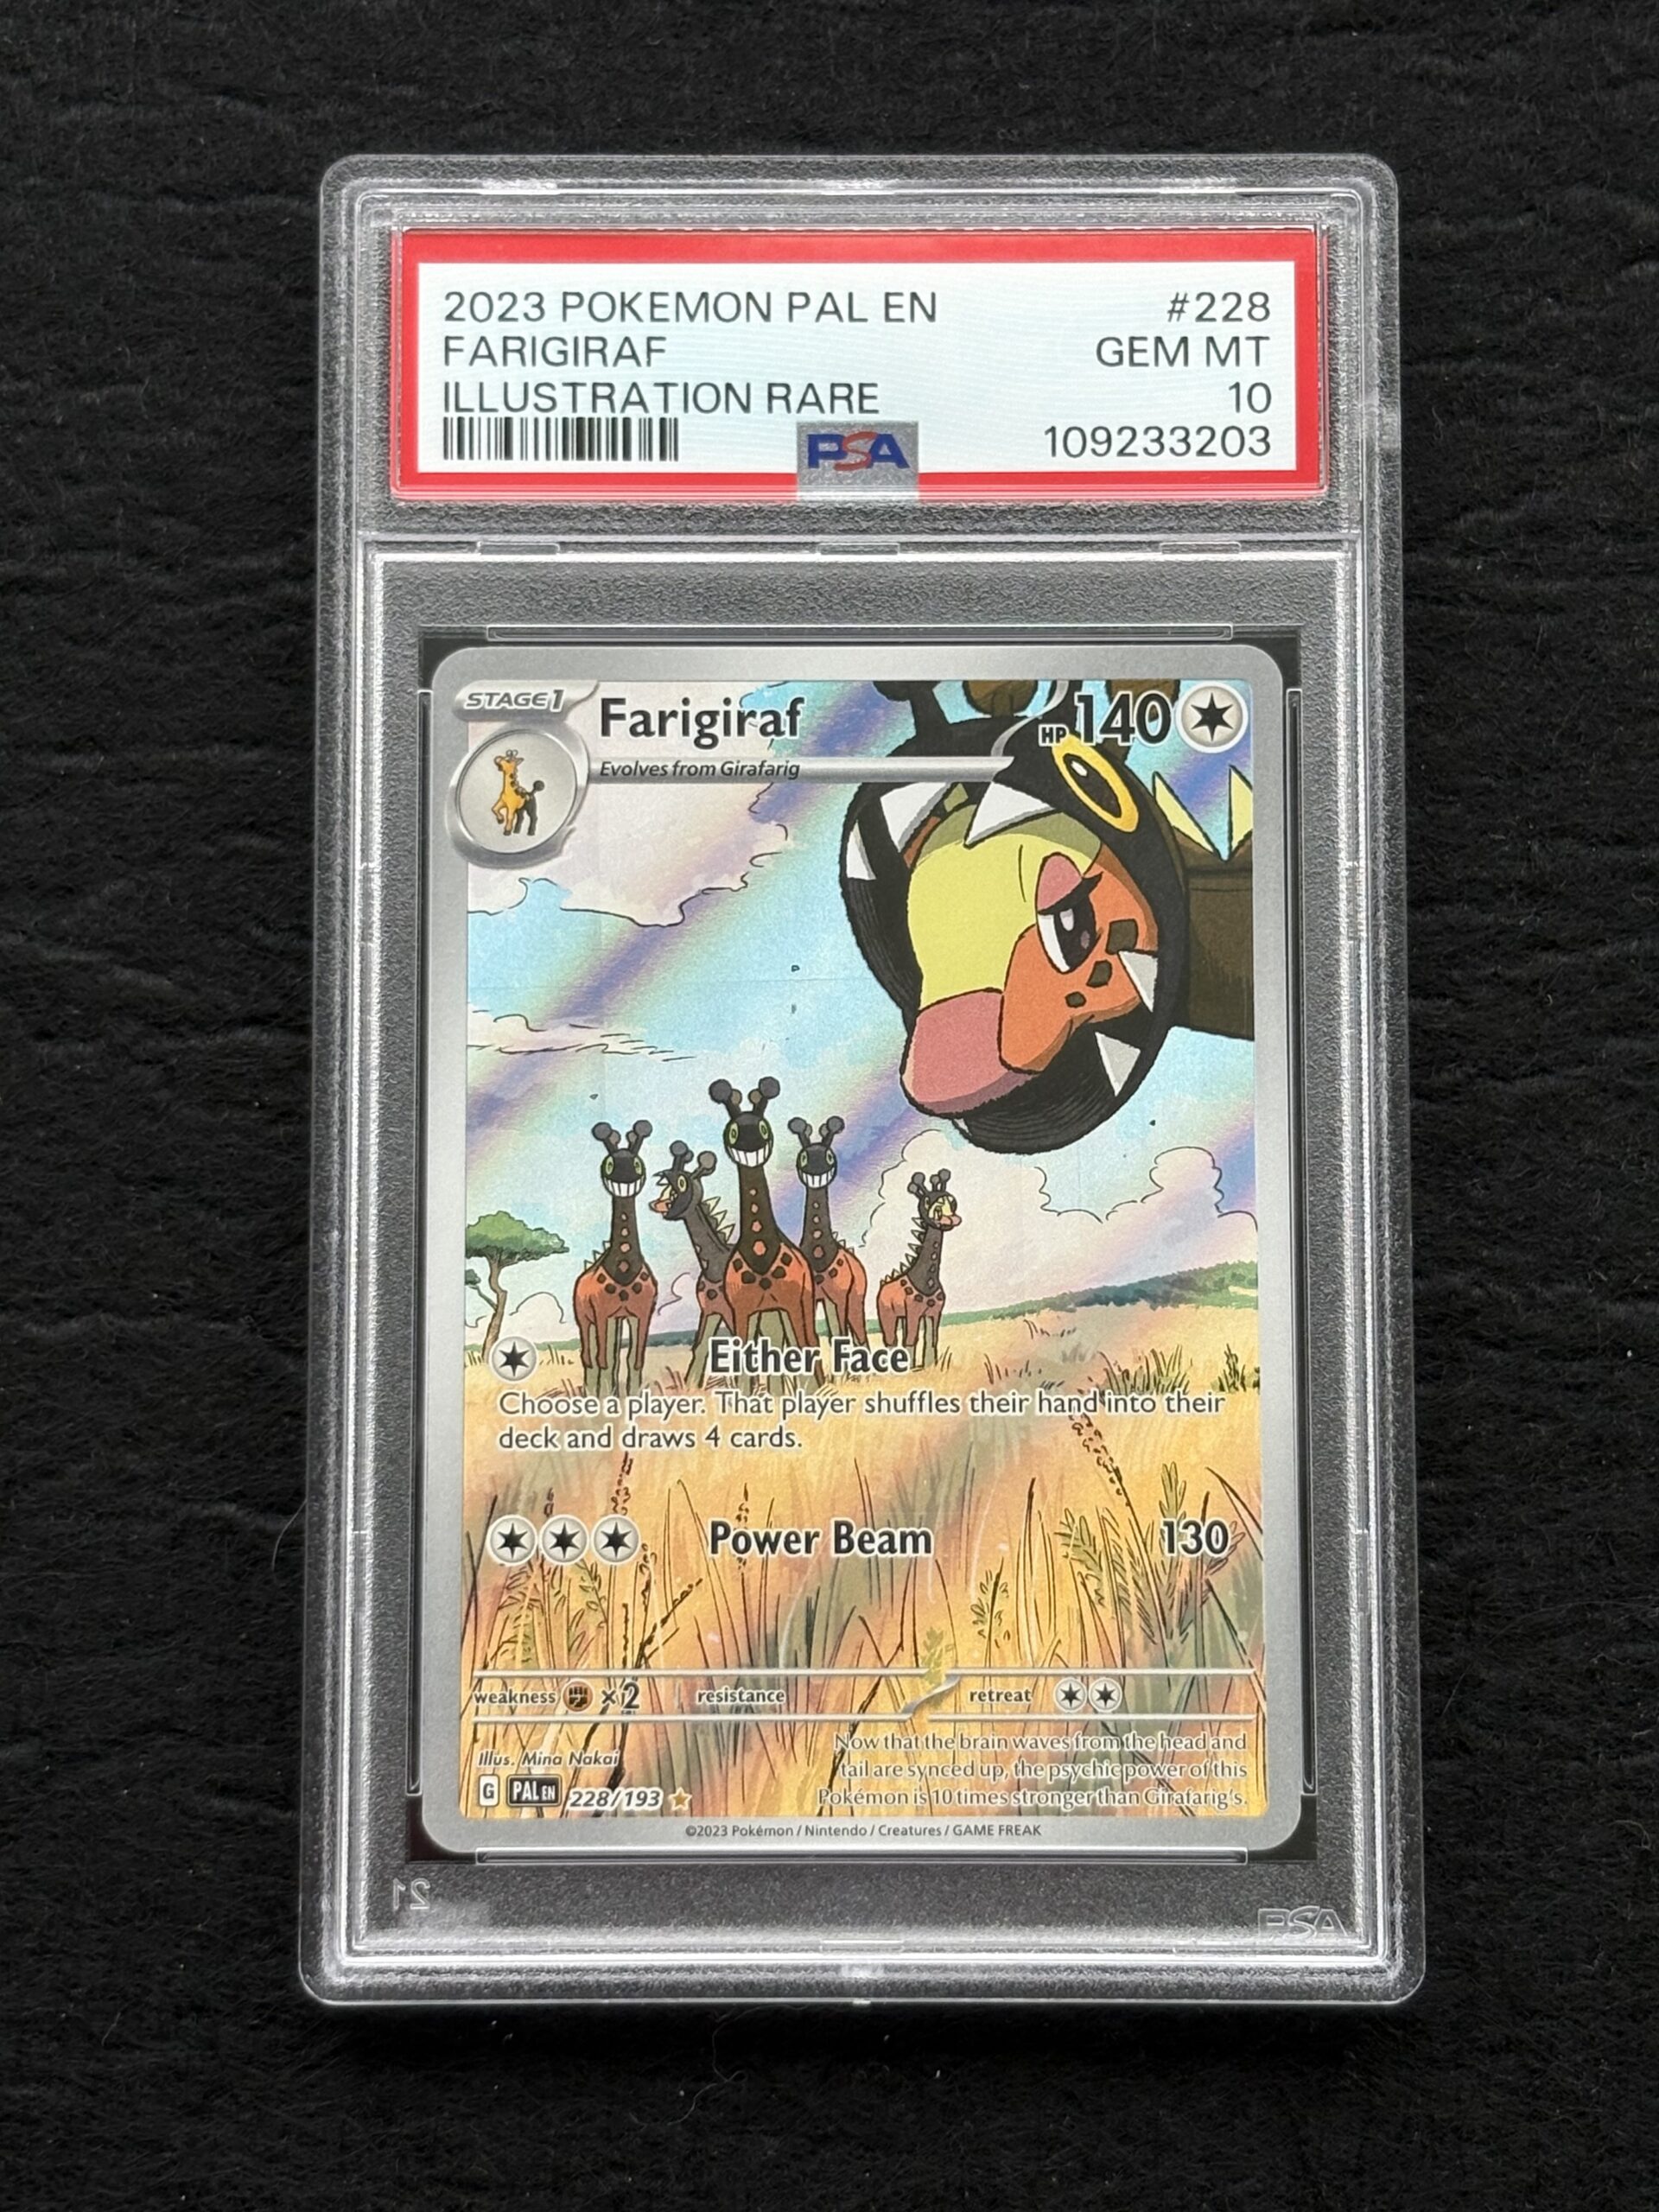 2023 POKEMON PAL EN #228
FARIGIRAF GEM MT
ILLUSTRATION RARE 10
PSA 109233203
STAGE 1 Farigiraf HP 140
Evolves from Girafarig
Either Face
Choose a player. That player shuffles their hand into their
deck and draws 4 cards.
Power Beam 130
weakness ×2 resistance retreat
Now that the brain waves from the head and
tail are synced up, the psychic power of this
Pokémon is 10 times stronger than Girafarig's.
Illus. Mina Nakai
G PAL EN 228/193
©2023 Pokémon / Nintendo / Creatures / GAME FREAK
21 PSA